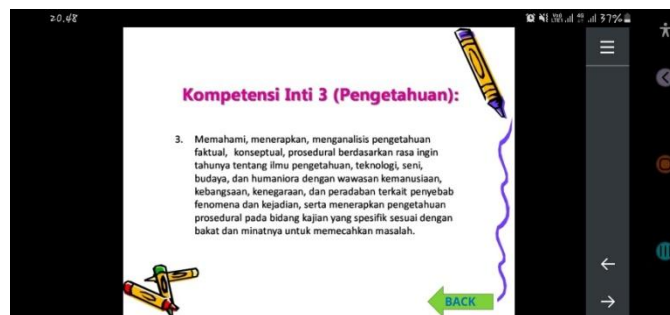 20.48
37%
Kompetensi Inti 3 (Pengetahuan):
3. Memahami, menerapkan, menganalisis pengetahuan
faktual, konseptual, prosedural berdasarkan rasa ingin
tahunya tentang ilmu pengetahuan, teknologi, seni,
budaya, dan humaniora dengan wawasan kemanusiaan,
kebangsaan, kenegaraan, dan peradaban terkait penyebab
fenomena dan kejadian, serta menerapkan pengetahuan
prosedural pada bidang kajian yang spesifik sesuai dengan
bakat dan minatnya untuk memecahkan masalah.
BACK